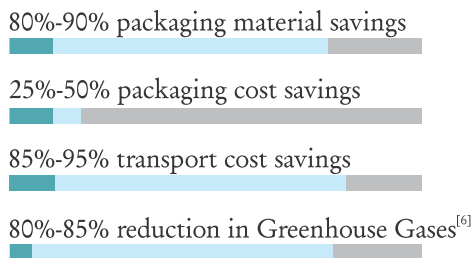 80%-90% packaging material savings
25%-50% packaging cost savings
85%-95% transport cost savings
80%-85% reduction in Greenhouse Gases[6]